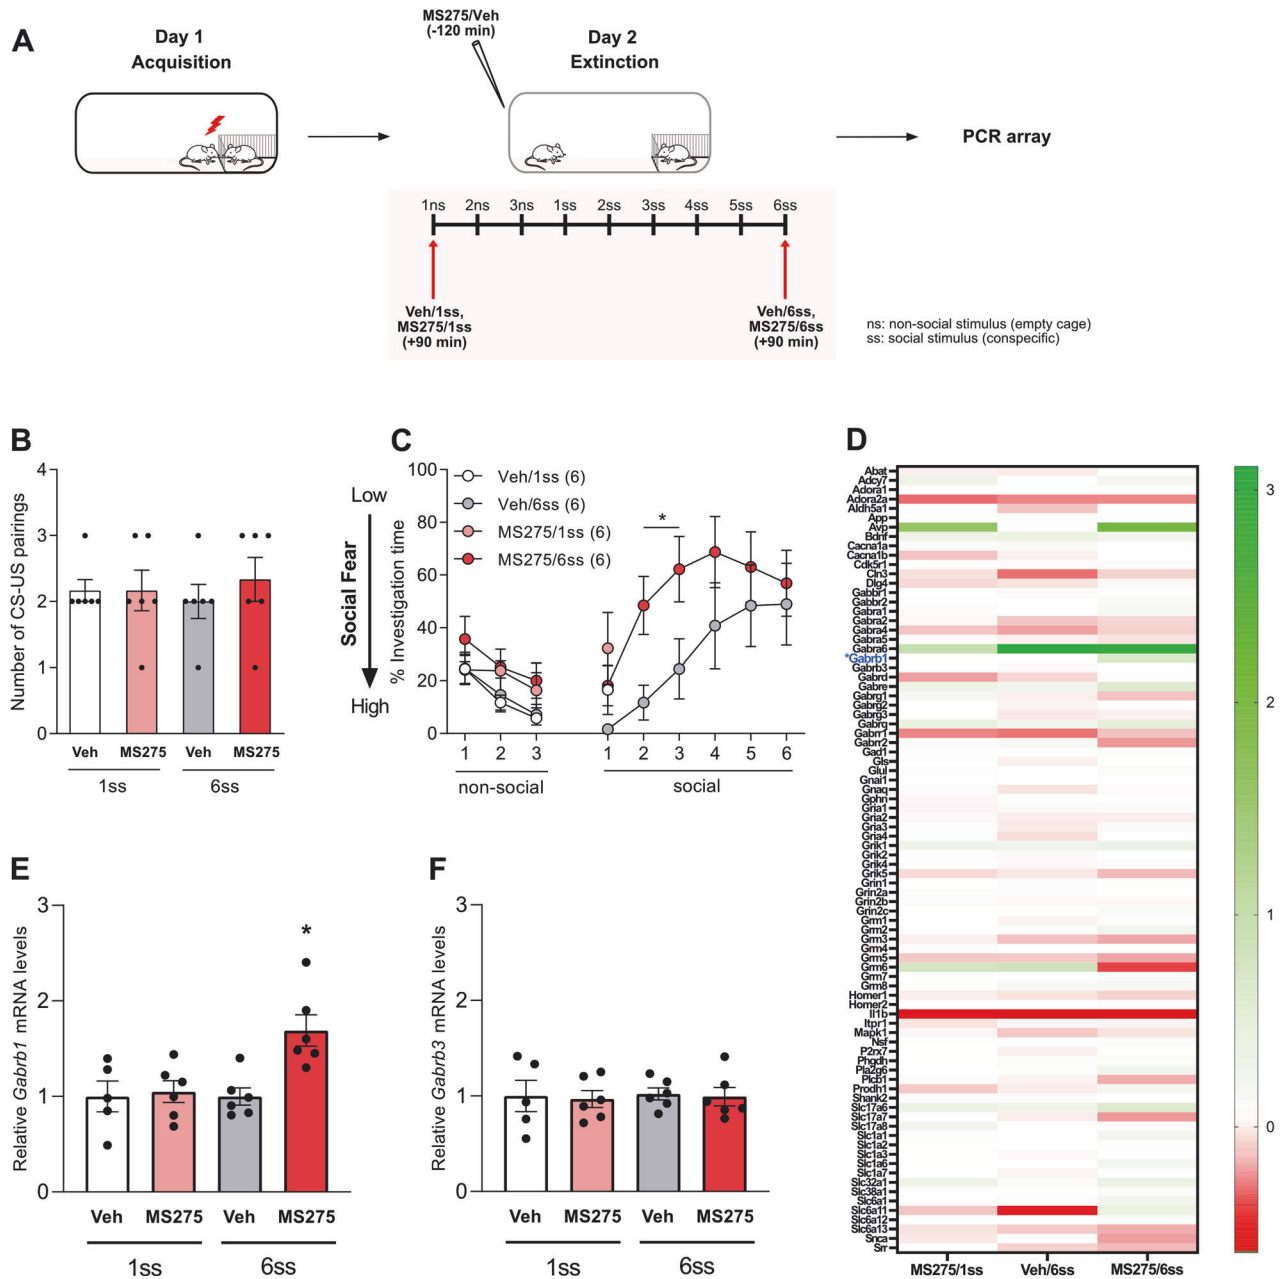 A
Day 1
Acquisition
MS275/Veh
(-120 min)
Day 2
Extinction
PCR array
1ns 2ns 3ns 1ss 2ss 3ss 4ss 5ss 6ss
Veh/1ss,
MS275/1ss
(+90 min)
Veh/6ss,
MS275/6ss
(+90 min)
ns: non-social stimulus (empty cage)
ss: social stimulus (conspecific)
B
Number of CS-US pairings
4
3
2
1
0
Veh MS275 Veh MS275
1ss 6ss
C
Low
Social Fear
High
% Investigation time
100
80
60
40
20
0
Veh/1ss (6)
Veh/6ss (6)
MS275/1ss (6)
MS275/6ss (6)
*
1 2 3 1 2 3 4 5 6
non-social social
D
Abat
Adcy7
Adora1
Adora2a
Aldh5a1
App
Avp
Bdnf
Cacna1a
Cacna1b
Cdk5r1
Cln3
Dlg4
Gabbr1
Gabbr2
Gabra1
Gabra2
Gabra4
Gabra5
Gabra6
*Gabrb1
Gabrb3
Gabrd
Gabre
Gabrg1
Gabrg2
Gabrg3
Gabrq
Gabrr1
Gabrr2
Gad1
Gls
Glul
Gnai1
Gnaq
Gphn
Gria1
Gria2
Gria3
Gria4
Grik1
Grik2
Grik4
Grik5
Grin1
Grin2a
Grin2b
Grin2c
Grm1
Grm2
Grm3
Grm4
Grm5
Grm6
Grm7
Grm8
Homer1
Homer2
Il1b
Itpr1
Mapk1
Nsf
P2rx7
Phgdh
Pla2g6
Plcb1
Prodh1
Shank2
Slc17a6
Slc17a7
Slc17a8
Slc1a1
Slc1a2
Slc1a3
Slc1a6
Slc1a7
Slc32a1
Slc38a1
Slc6a1
Slc6a11
Slc6a12
Slc6a13
Snca
Srr
MS275/1ss Veh/6ss MS275/6ss
3
2
1
0
E
Relative Gabrb1 mRNA levels
3
2
1
0
*
Veh MS275 Veh MS275
1ss 6ss
F
Relative Gabrb3 mRNA levels
3
2
1
0
Veh MS275 Veh MS275
1ss 6ss